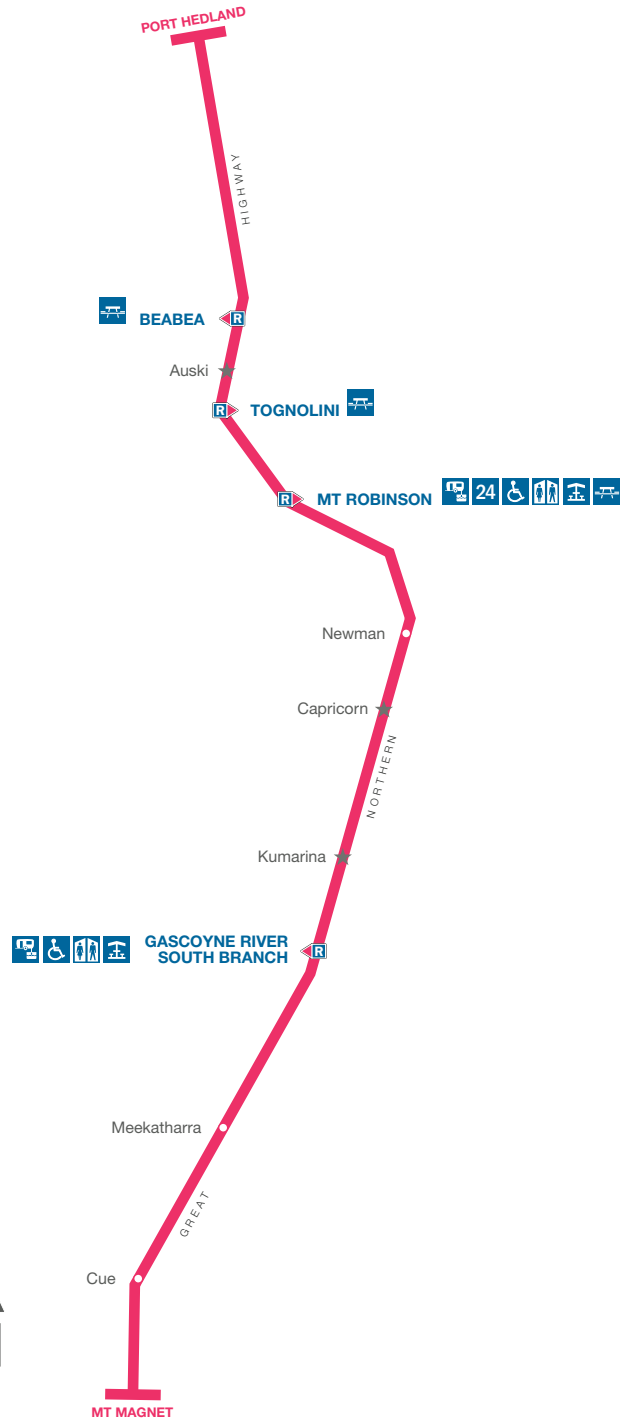 PORT HEDLAND
HIGHWAY
BEABEA
R
Auski
R
TOGNOLINI
R
MT ROBINSON
24
Newman
Capricorn
NORTHERN
Kumarina
GASCOYNE RIVER
SOUTH BRANCH
R
Meekatharra
GREAT
Cue
MT MAGNET